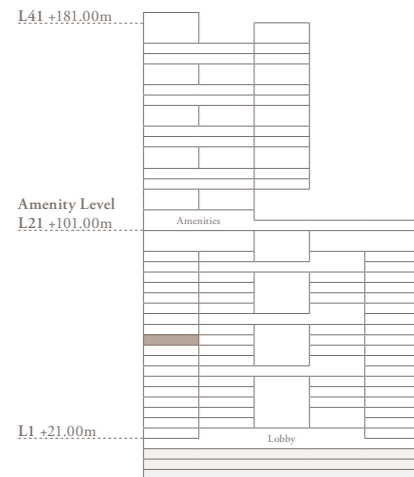 L41 +181.00m
Amenity Level
Amenities
L21 +101.00m
L1 +21.00m
Lobby